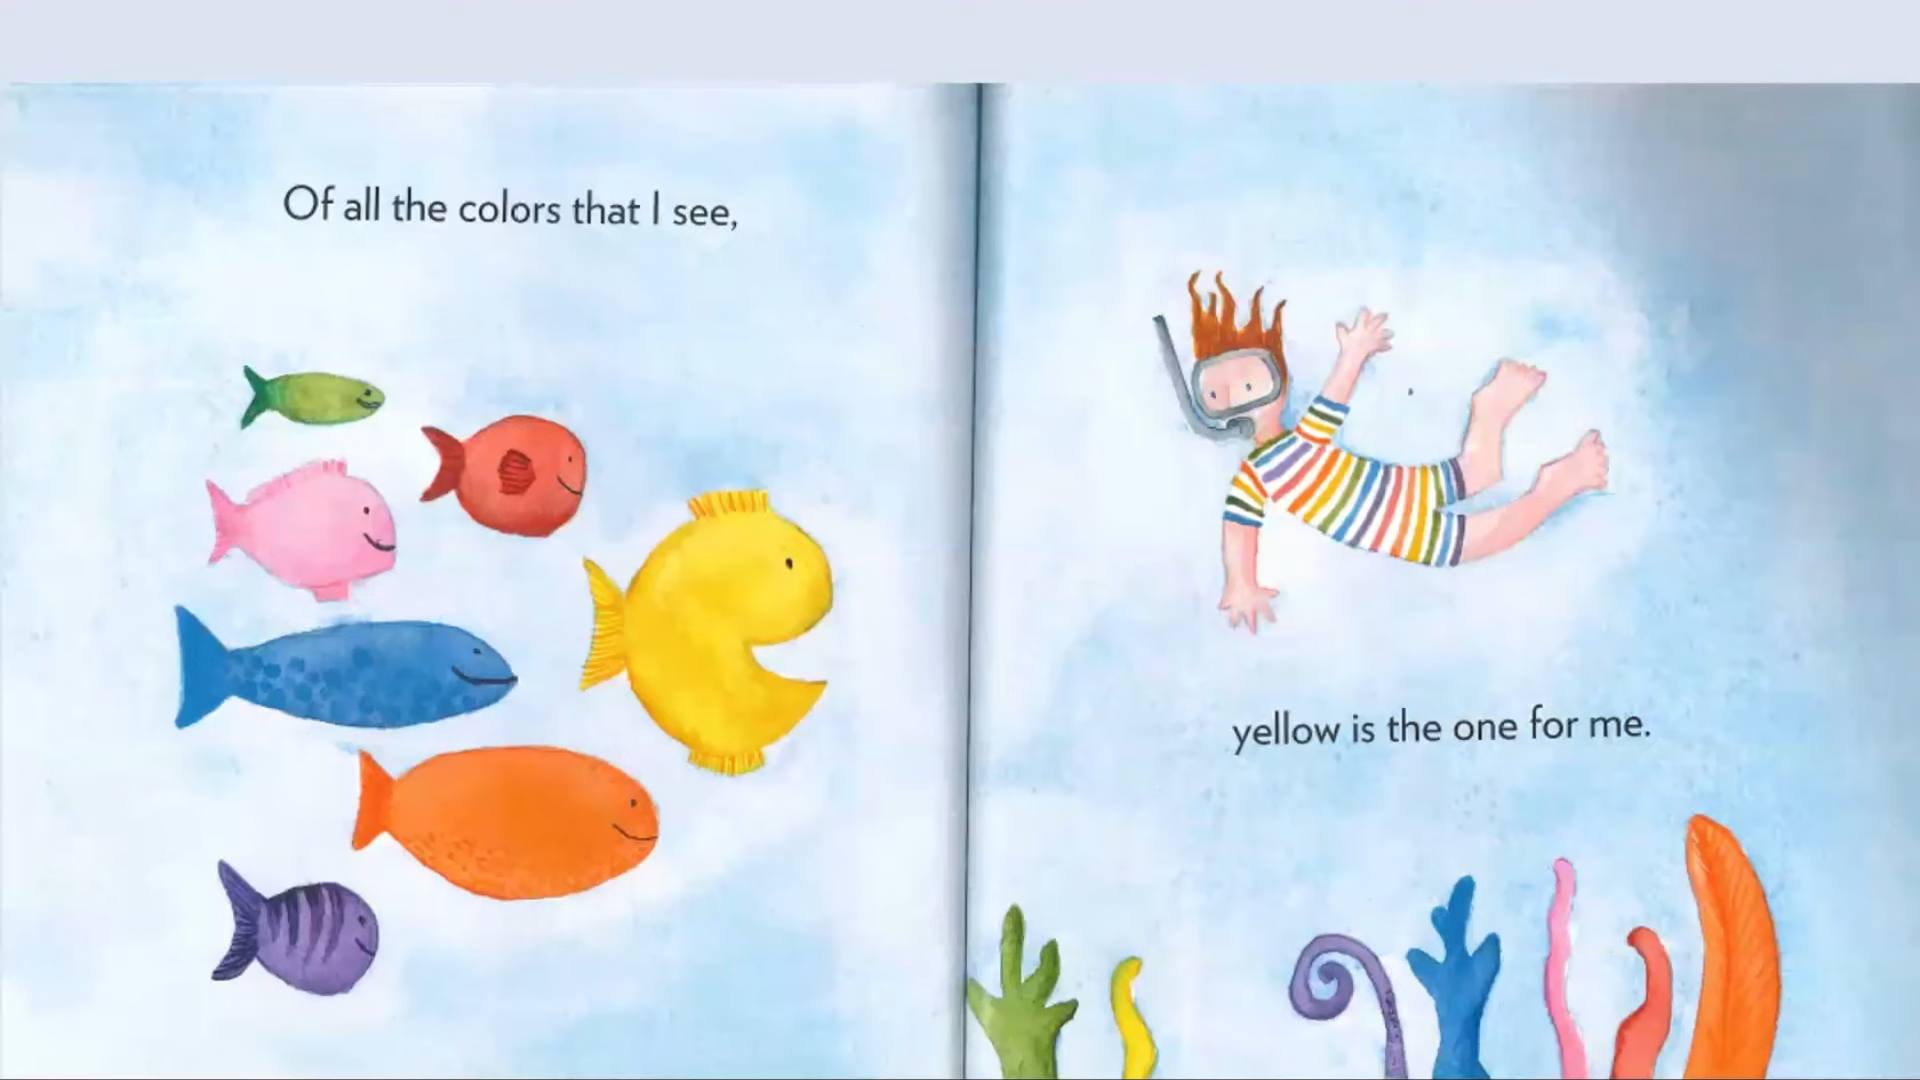 Of all the colors that I see,
yellow is the one for me.